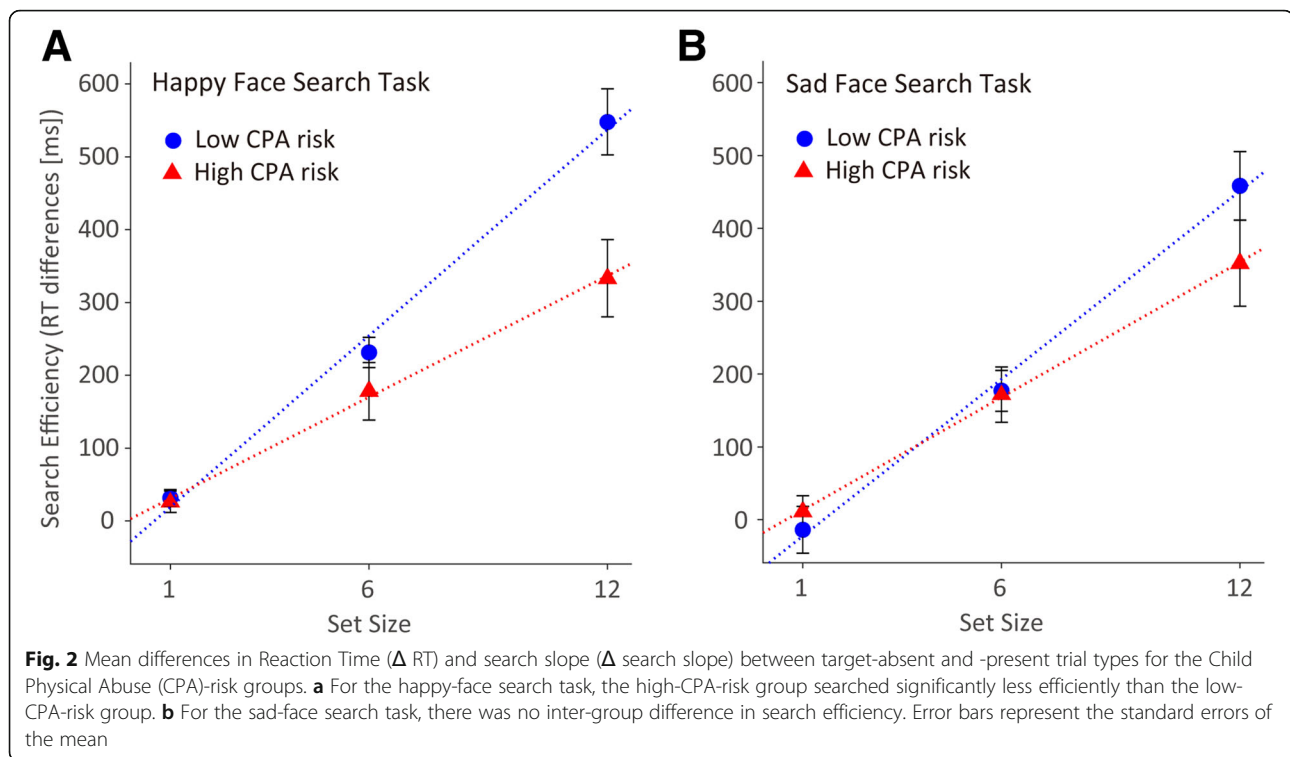 A
Happy Face Search Task
Low CPA risk
High CPA risk
Search Efficiency (RT differences [ms])
600
500
400
300
200
100
0
1
6
12
Set Size
B
Sad Face Search Task
Low CPA risk
High CPA risk
600
500
400
300
200
100
0
1
6
12
Set Size
Fig. 2 Mean differences in Reaction Time (Δ RT) and search slope (Δ search slope) between target-absent and -present trial types for the Child
Physical Abuse (CPA)-risk groups. a For the happy-face search task, the high-CPA-risk group searched significantly less efficiently than the low-
CPA-risk group. b For the sad-face search task, there was no inter-group difference in search efficiency. Error bars represent the standard errors of
the mean